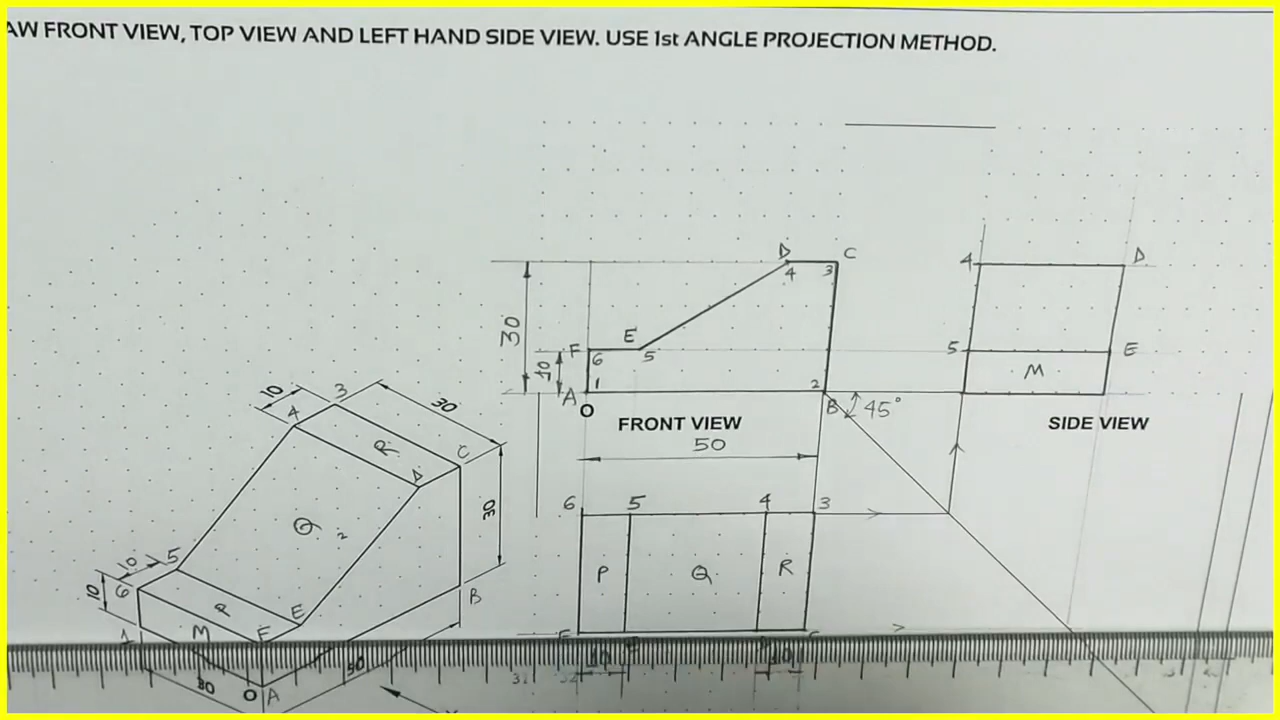 AW FRONT VIEW, TOP VIEW AND LEFT HAND SIDE VIEW. USE 1st ANGLE PROJECTION METHOD.
D C
4 3
30
F E
6 5
10
1 2
A B 45°
O
FRONT VIEW
50
4 D
5 E
M
SIDE VIEW
6 5 4 3
P Q R
10 10
31 32
10 3 30
4
R C
D
Q
30
10 5
10 6
P E
B
M F
30 50
O A